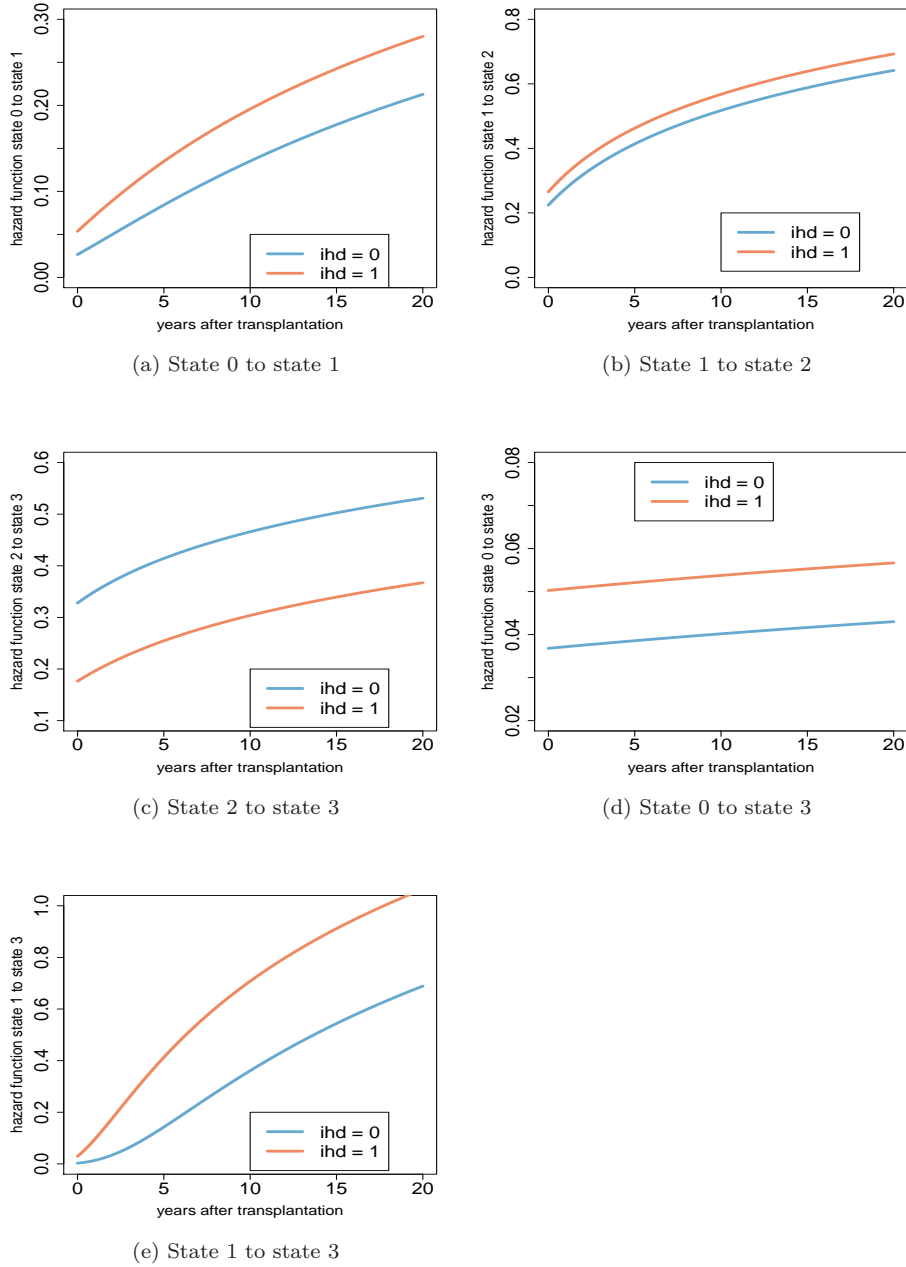 hazard function state 0 to state 1
0.00 0.10 0.20 0.30
ihd = 0
ihd = 1
0 5 10 15 20
years after transplantation
(a) State 0 to state 1
hazard function state 1 to state 2
0.0 0.2 0.4 0.6 0.8
ihd = 0
ihd = 1
0 5 10 15 20
years after transplantation
(b) State 1 to state 2
hazard function state 2 to state 3
0.1 0.2 0.3 0.4 0.5 0.6
ihd = 0
ihd = 1
0 5 10 15 20
years after transplantation
(c) State 2 to state 3
hazard function state 0 to state 3
0.02 0.04 0.06 0.08
ihd = 0
ihd = 1
0 5 10 15 20
years after transplantation
(d) State 0 to state 3
hazard function state 1 to state 3
0.0 0.2 0.4 0.6 0.8 1.0
ihd = 0
ihd = 1
0 5 10 15 20
years after transplantation
(e) State 1 to state 3